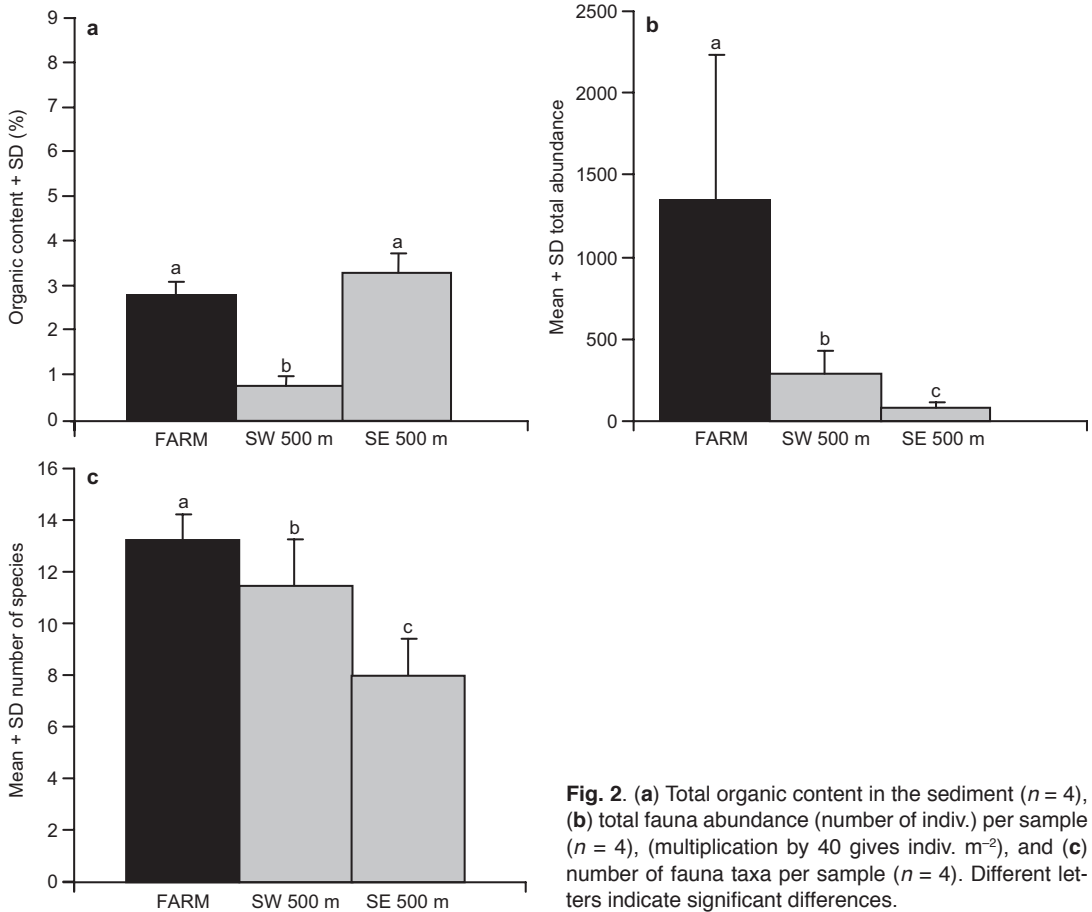 9
8
7
6
5
4
3
2
1
0
Organic content + SD (%)
a
a
b
a
FARM SW 500 m SE 500 m
2500
2000
1500
1000
500
0
Mean + SD total abundance
b
a
b
c
FARM SW 500 m SE 500 m
16
14
12
10
8
6
4
2
0
Mean + SD number of species
c
a
b
c
FARM SW 500 m SE 500 m
Fig. 2. (a) Total organic content in the sediment (n = 4),
(b) total fauna abundance (number of indiv.) per sample
(n = 4), (multiplication by 40 gives indiv. m–2), and (c)
number of fauna taxa per sample (n = 4). Different let-
ters indicate significant differences.